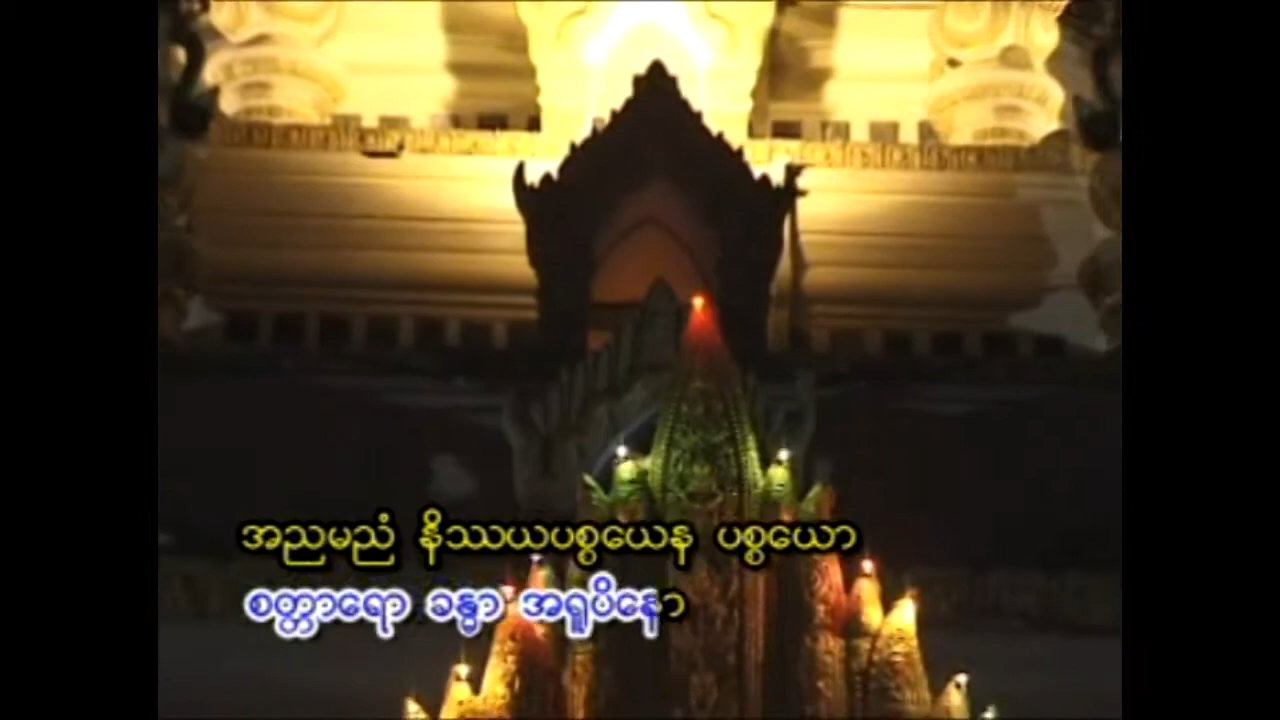 အညမညံ နိဿယပစ္စယေန ပစ္စယော
စတ္တာရော ခန္ဓာ အရူပိနော